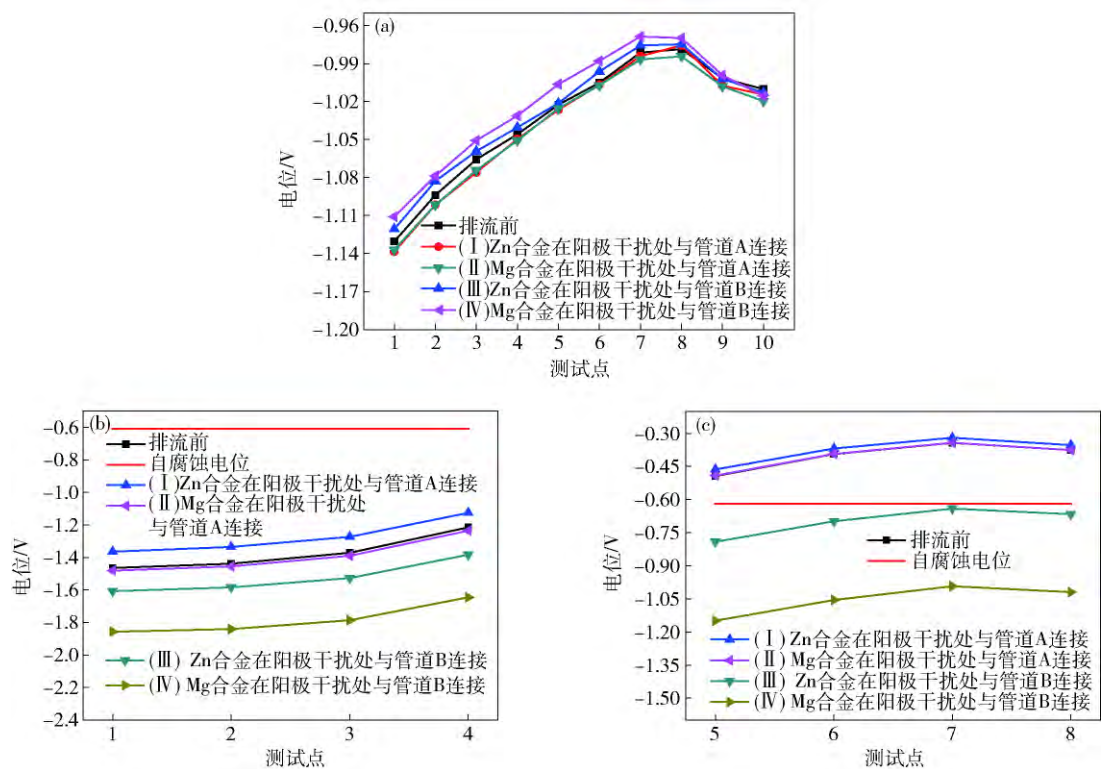 (a)
电位/V
−0.96
−0.99
−1.02
−1.05
−1.08
−1.11
−1.14
−1.17
−1.20
排流前
(Ⅰ)Zn合金在阳极干扰处与管道A连接
(Ⅱ)Mg合金在阳极干扰处与管道A连接
(Ⅲ)Zn合金在阳极干扰处与管道B连接
(Ⅳ)Mg合金在阳极干扰处与管道B连接
1 2 3 4 5 6 7 8 9 10
测试点
(b)
电位/V
−0.6
−0.8
−1.0
−1.2
−1.4
−1.6
−1.8
−2.0
−2.2
−2.4
排流前
自腐蚀电位
(Ⅰ)Zn合金在阳极干扰处与管道A连接
(Ⅱ)Mg合金在阳极干扰处
与管道A连接
(Ⅲ) Zn合金在阳极干扰处与管道B连接
(Ⅳ) Mg合金在阳极干扰处与管道B连接
1 2 3 4
测试点
(c)
电位/V
−0.30
−0.45
−0.60
−0.75
−0.90
−1.05
−1.20
−1.35
−1.50
排流前
自腐蚀电位
(Ⅰ) Zn合金在阳极干扰处与管道A连接
(Ⅱ) Mg合金在阳极干扰处与管道A连接
(Ⅲ) Zn合金在阳极干扰处与管道B连接
(Ⅳ) Mg合金在阳极干扰处与管道B连接
5 6 7 8
测试点